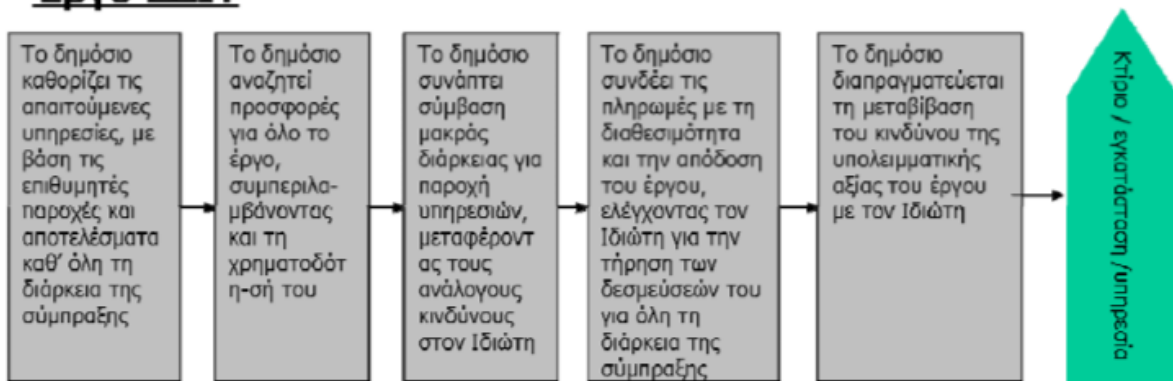 Το δημόσιο
καθορίζει τις
απαιτούμενες
υπηρεσίες, με
βάση τις
επιθυμητές
παροχές και
αποτελέσματα
καθ’ όλη τη
διάρκεια της
σύμπραξης
Το δημόσιο
αναζητεί
προσφορές
για όλο το
έργο,
συμπεριλα-
μβάνοντας
και τη
χρηματοδότ
η-σή του
Το δημόσιο
συνάπτει
σύμβαση
μακράς
διάρκειας για
παροχή
υπηρεσιών,
μεταφέροντ
ας τους
ανάλογους
κινδύνους
στον Ιδιώτη
Το δημόσιο
συνδέει τις
πληρωμές με τη
διαθεσιμότητα
και την απόδοση
του έργου,
ελέγχοντας τον
Ιδιώτη για την
τήρηση των
δεσμεύσεών του
για όλη τη
διάρκεια της
σύμπραξης
Το δημόσιο
διαπραγματεύεται
τη μεταβίβαση
του κινδύνου της
υπολειμματικής
αξίας του έργου
με τον Ιδιώτη
Κτίριο / εγκατάσταση /υπηρεσία